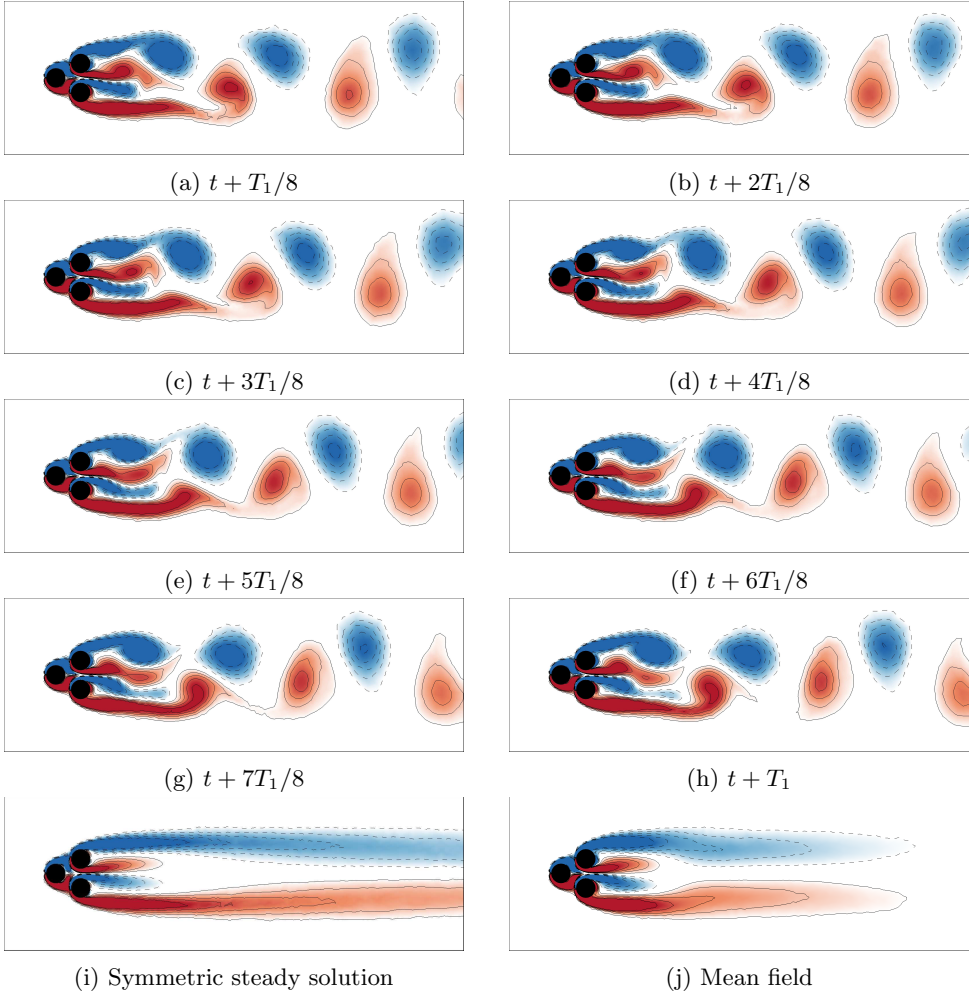 (a) t + T₁/8
(b) t + 2T₁/8
(c) t + 3T₁/8
(d) t + 4T₁/8
(e) t + 5T₁/8
(f) t + 6T₁/8
(g) t + 7T₁/8
(h) t + T₁
(i) Symmetric steady solution
(j) Mean field